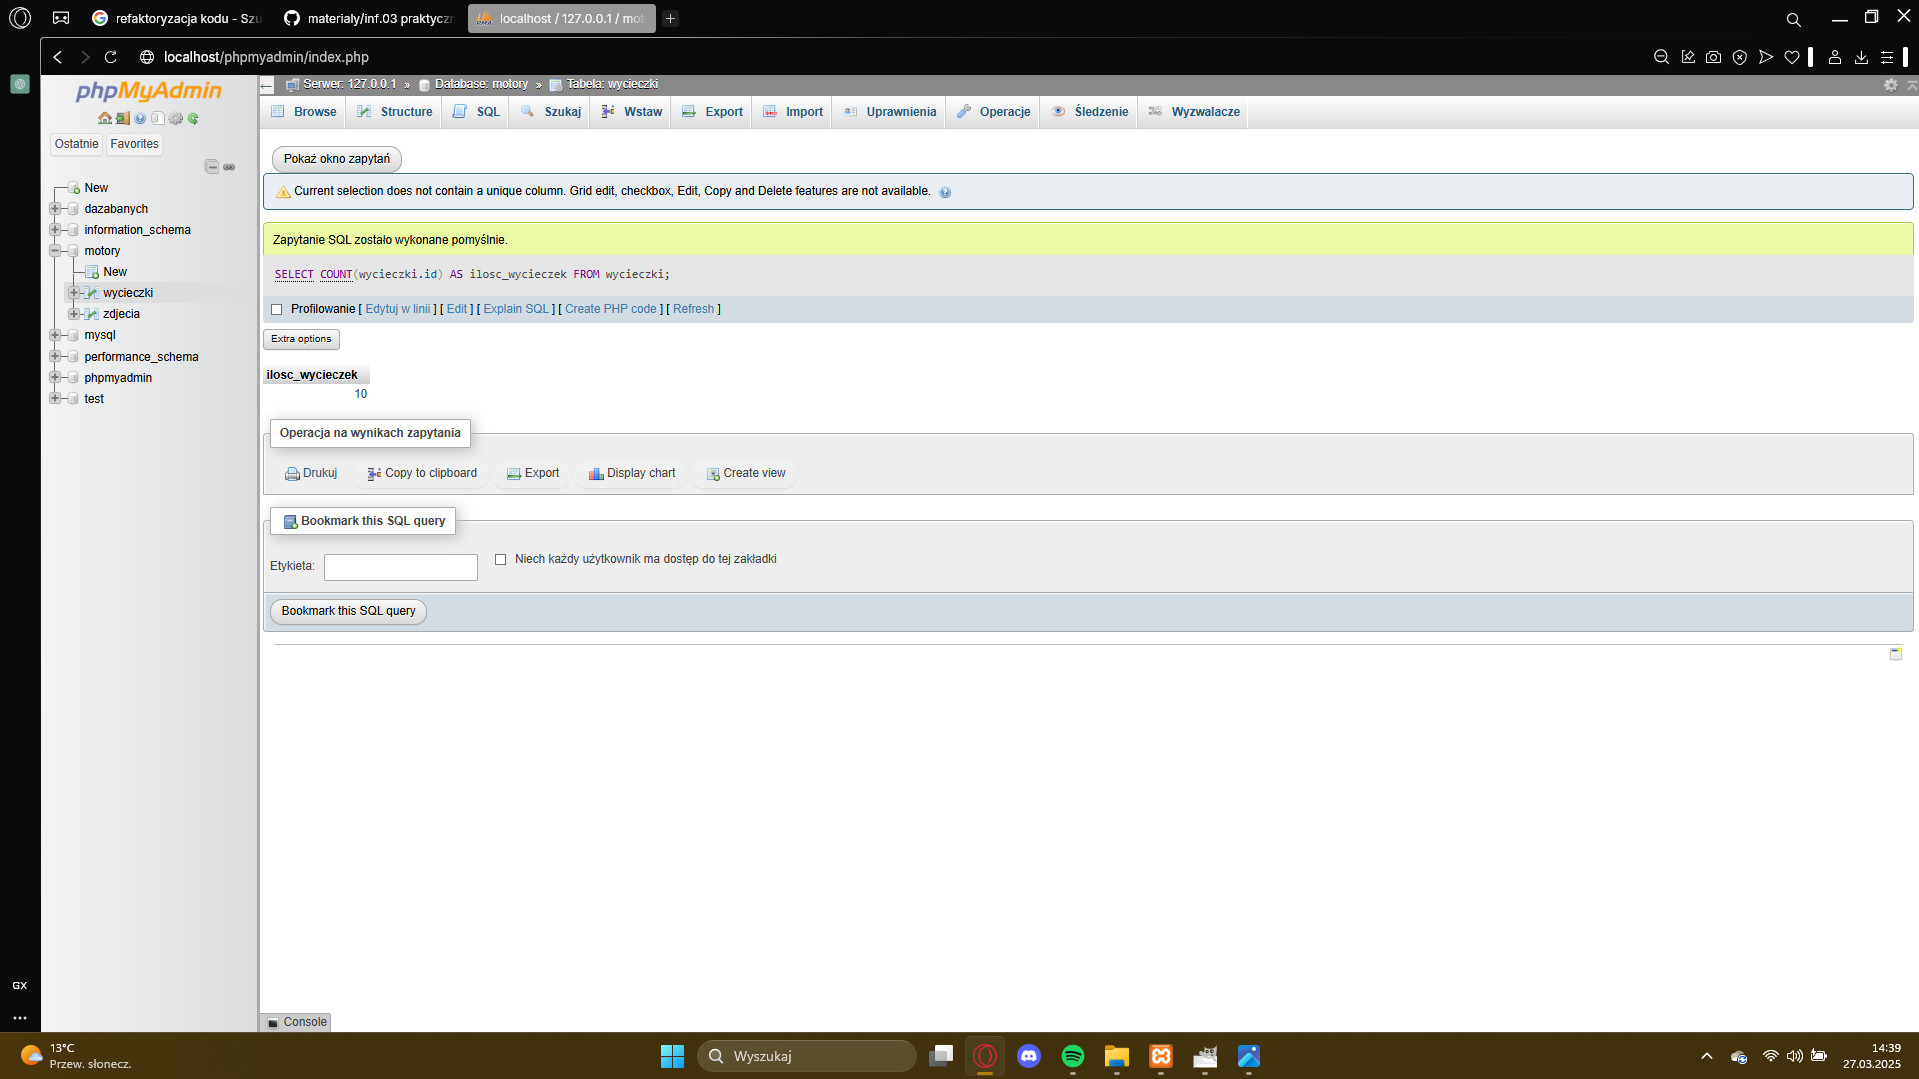 refaktoryzacja kodu - Szu
materialy/inf.03 praktyczn
localhost / 127.0.0.1 / mot
localhost/phpmyadmin/index.php
phpMyAdmin
Ostatnie
Favorites
New
dazabanych
information_schema
motory
New
wycieczki
zdjecia
mysql
performance_schema
phpmyadmin
test
Serwer: 127.0.0.1 » Database: motory » Tabela: wycieczki
Browse
Structure
SQL
Szukaj
Wstaw
Export
Import
Uprawnienia
Operacje
Śledzenie
Wyzwalacze
Pokaż okno zapytań
Current selection does not contain a unique column. Grid edit, checkbox, Edit, Copy and Delete features are not available.
Zapytanie SQL zostało wykonane pomyślnie.
SELECT COUNT(wycieczki.id) AS ilosc_wycieczek FROM wycieczki;
Profilowanie [ Edytuj w linii ] [ Edit ] [ Explain SQL ] [ Create PHP code ] [ Refresh ]
Extra options
ilosc_wycieczek
10
Operacja na wynikach zapytania
Drukuj
Copy to clipboard
Export
Display chart
Create view
Bookmark this SQL query
Etykieta:
Niech każdy użytkownik ma dostęp do tej zakładki
Bookmark this SQL query
Console
GX
13°C
Przew. słonecz.
Wyszukaj
14:39
27.03.2025